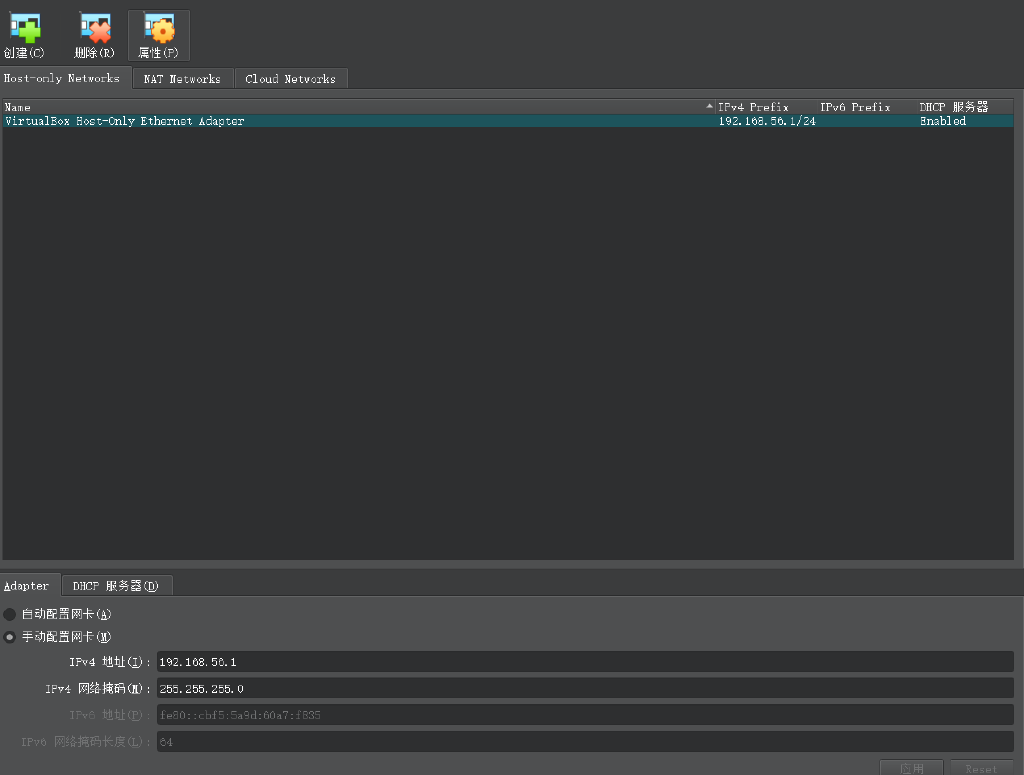 创建(C) 删除(R) 属性(P)
Host-only Networks NAT Networks Cloud Networks
Name IPv4 Prefix IPv6 Prefix DHCP 服务器
VirtualBox Host-Only Ethernet Adapter 192.168.56.1/24 Enabled
Adapter DHCP 服务器(D)
自动配置网卡(A)
手动配置网卡(M)
IPv4 地址(I): 192.168.56.1
IPv4 网络掩码(M): 255.255.255.0
IPv6 地址(P): fe80::cbf5:5a9d:60a7:f835
IPv6 网络掩码长度(L): 64
应用 Reset